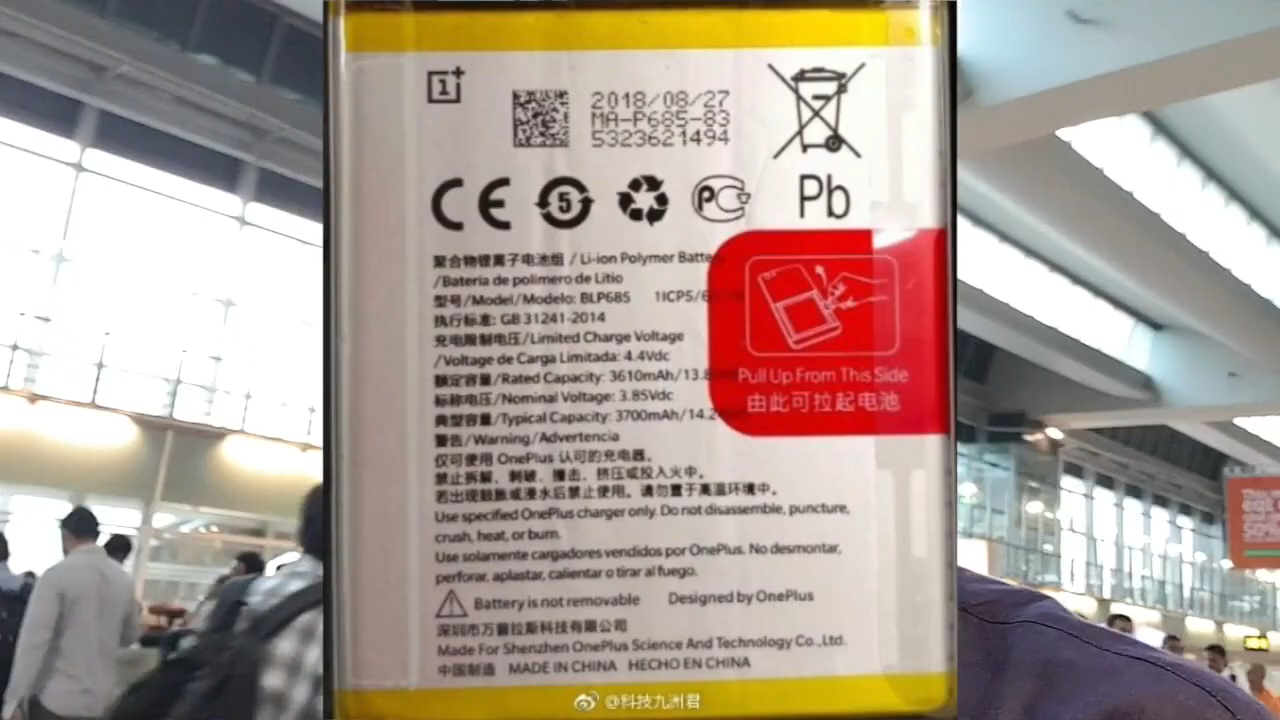 1+
2018/08/27
MA-P685-83
5323621494
CE 5 PC
Pb
聚合物锂离子电池组 / Li-ion Polymer
/Bateria de polimero de Litio
型号/Model/Modelo: BLP685 1ICP5/
执行标准: GB 31241-2014
充电限制电压/Limited Charge Voltage
/Voltage de Carga Limitada: 4.4Vdc
额定容量/Rated Capacity: 3610mAh/13.
标称电压/Nominal Voltage: 3.85Vdc
典型容量/Typical Capacity: 3700mAh/14.
警告/Warning/Advertencia
仅可使用 OnePlus 认可的充电器。
禁止拆解、刺破、撞击、挤压或投入火中。
若出现鼓胀或浸水后禁止使用。请勿置于高温环境中。
Use specified OnePlus charger only. Do not disassemble, puncture,
crush, heat, or burn.
Use solamente cargadores vendidos por OnePlus. No desmontar,
perforar, aplastar, calientar o tirar al fuego.
Battery is not removable Designed by OnePlus
深圳市万普拉斯科技有限公司
Made For Shenzhen OnePlus Science And Technology Co.,Ltd.
中国制造 MADE IN CHINA HECHO EN CHINA
Pull Up From This Side
由此可拉起电池
@科技九洲君